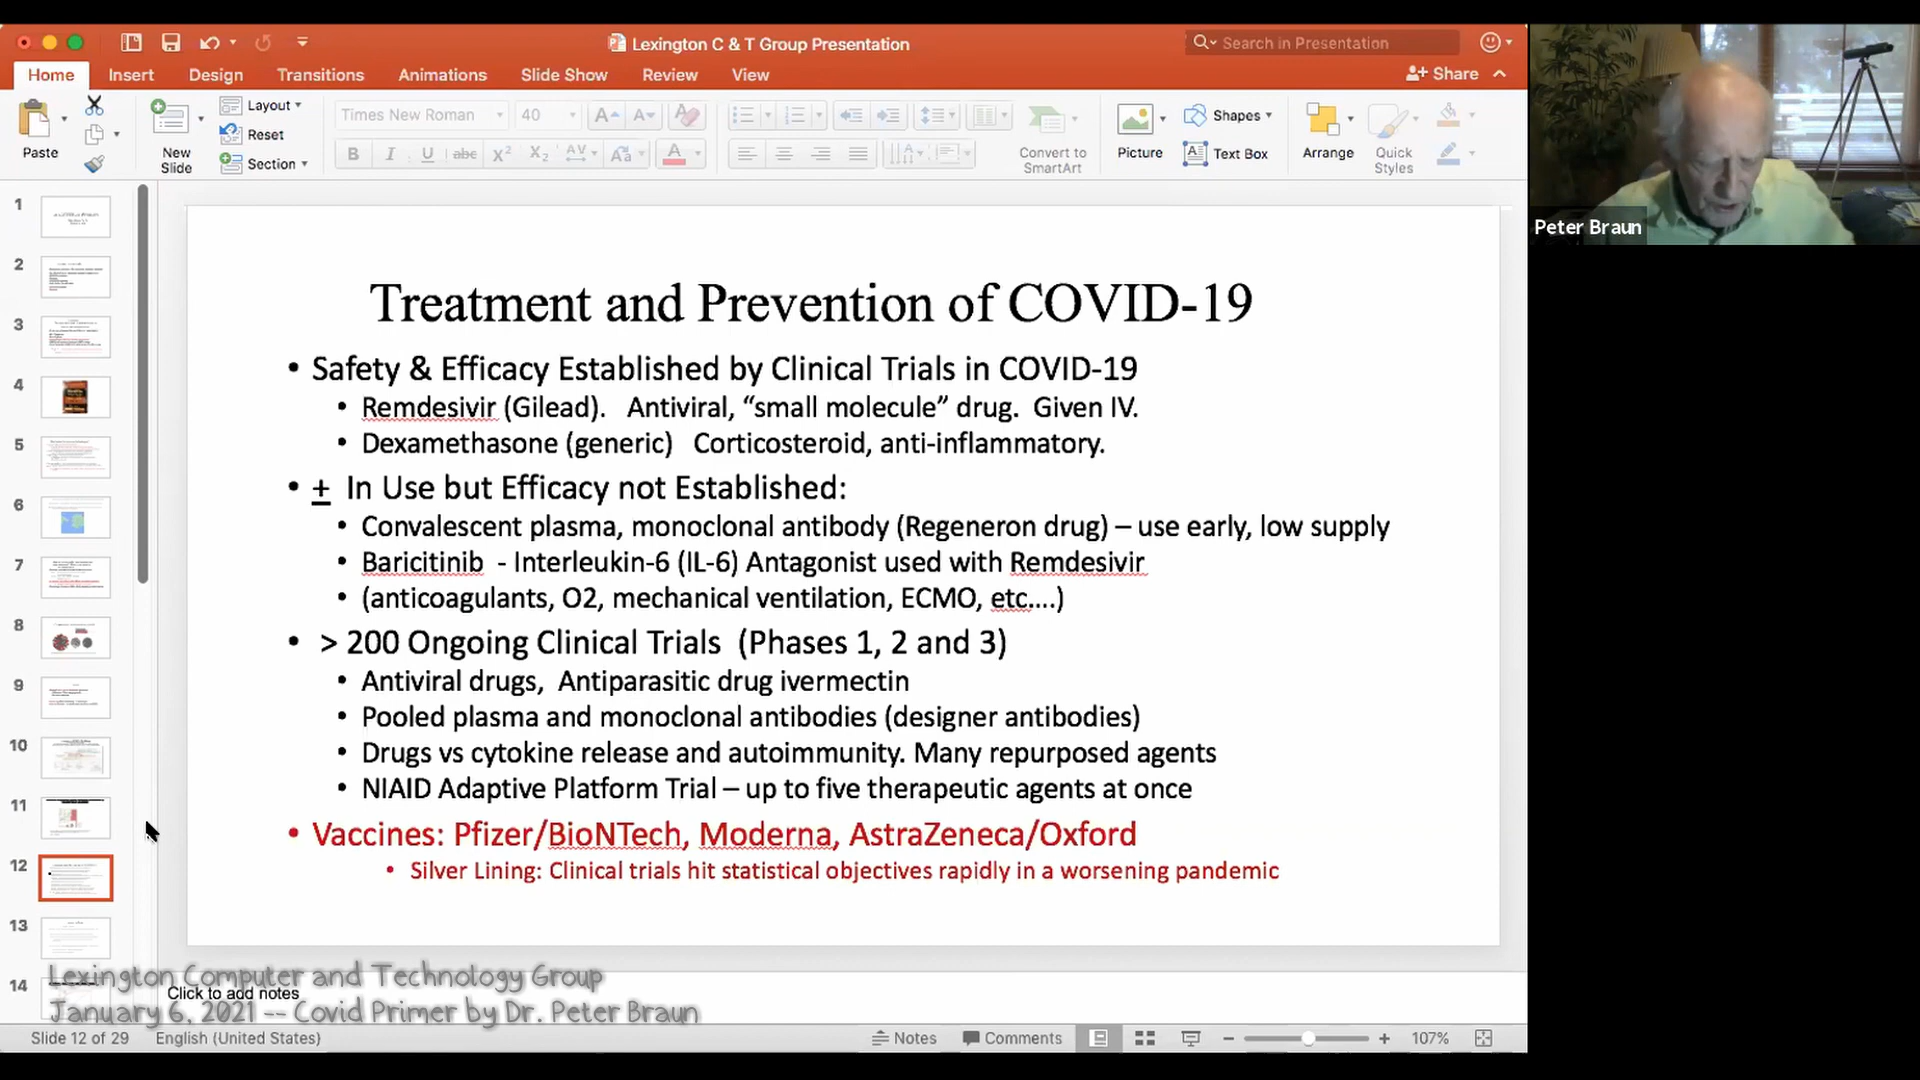 Lexington C & T Group Presentation
Search in Presentation
Home Insert Design Transitions Animations Slide Show Review View
Share
Paste
New Slide
Layout
Reset
Section
Times New Roman 40
B I U abc X² X₂ AV Aa A
Convert to SmartArt
Picture
Shapes
Text Box
Arrange
Quick Styles
Peter Braun
1
2
3
4
5
6
7
8
9
10
11
12
13
14
Treatment and Prevention of COVID-19
• Safety & Efficacy Established by Clinical Trials in COVID-19
• Remdesivir (Gilead). Antiviral, “small molecule” drug. Given IV.
• Dexamethasone (generic) Corticosteroid, anti-inflammatory.
• ± In Use but Efficacy not Established:
• Convalescent plasma, monoclonal antibody (Regeneron drug) – use early, low supply
• Baricitinib - Interleukin-6 (IL-6) Antagonist used with Remdesivir
• (anticoagulants, O2, mechanical ventilation, ECMO, etc....)
• > 200 Ongoing Clinical Trials (Phases 1, 2 and 3)
• Antiviral drugs, Antiparasitic drug ivermectin
• Pooled plasma and monoclonal antibodies (designer antibodies)
• Drugs vs cytokine release and autoimmunity. Many repurposed agents
• NIAID Adaptive Platform Trial – up to five therapeutic agents at once
• Vaccines: Pfizer/BioNTech, Moderna, AstraZeneca/Oxford
• Silver Lining: Clinical trials hit statistical objectives rapidly in a worsening pandemic
Lexington Computer and Technology Group
Click to add notes
January 6, 2021 -- Covid Primer by Dr. Peter Braun
Slide 12 of 29 English (United States) Notes Comments 107%